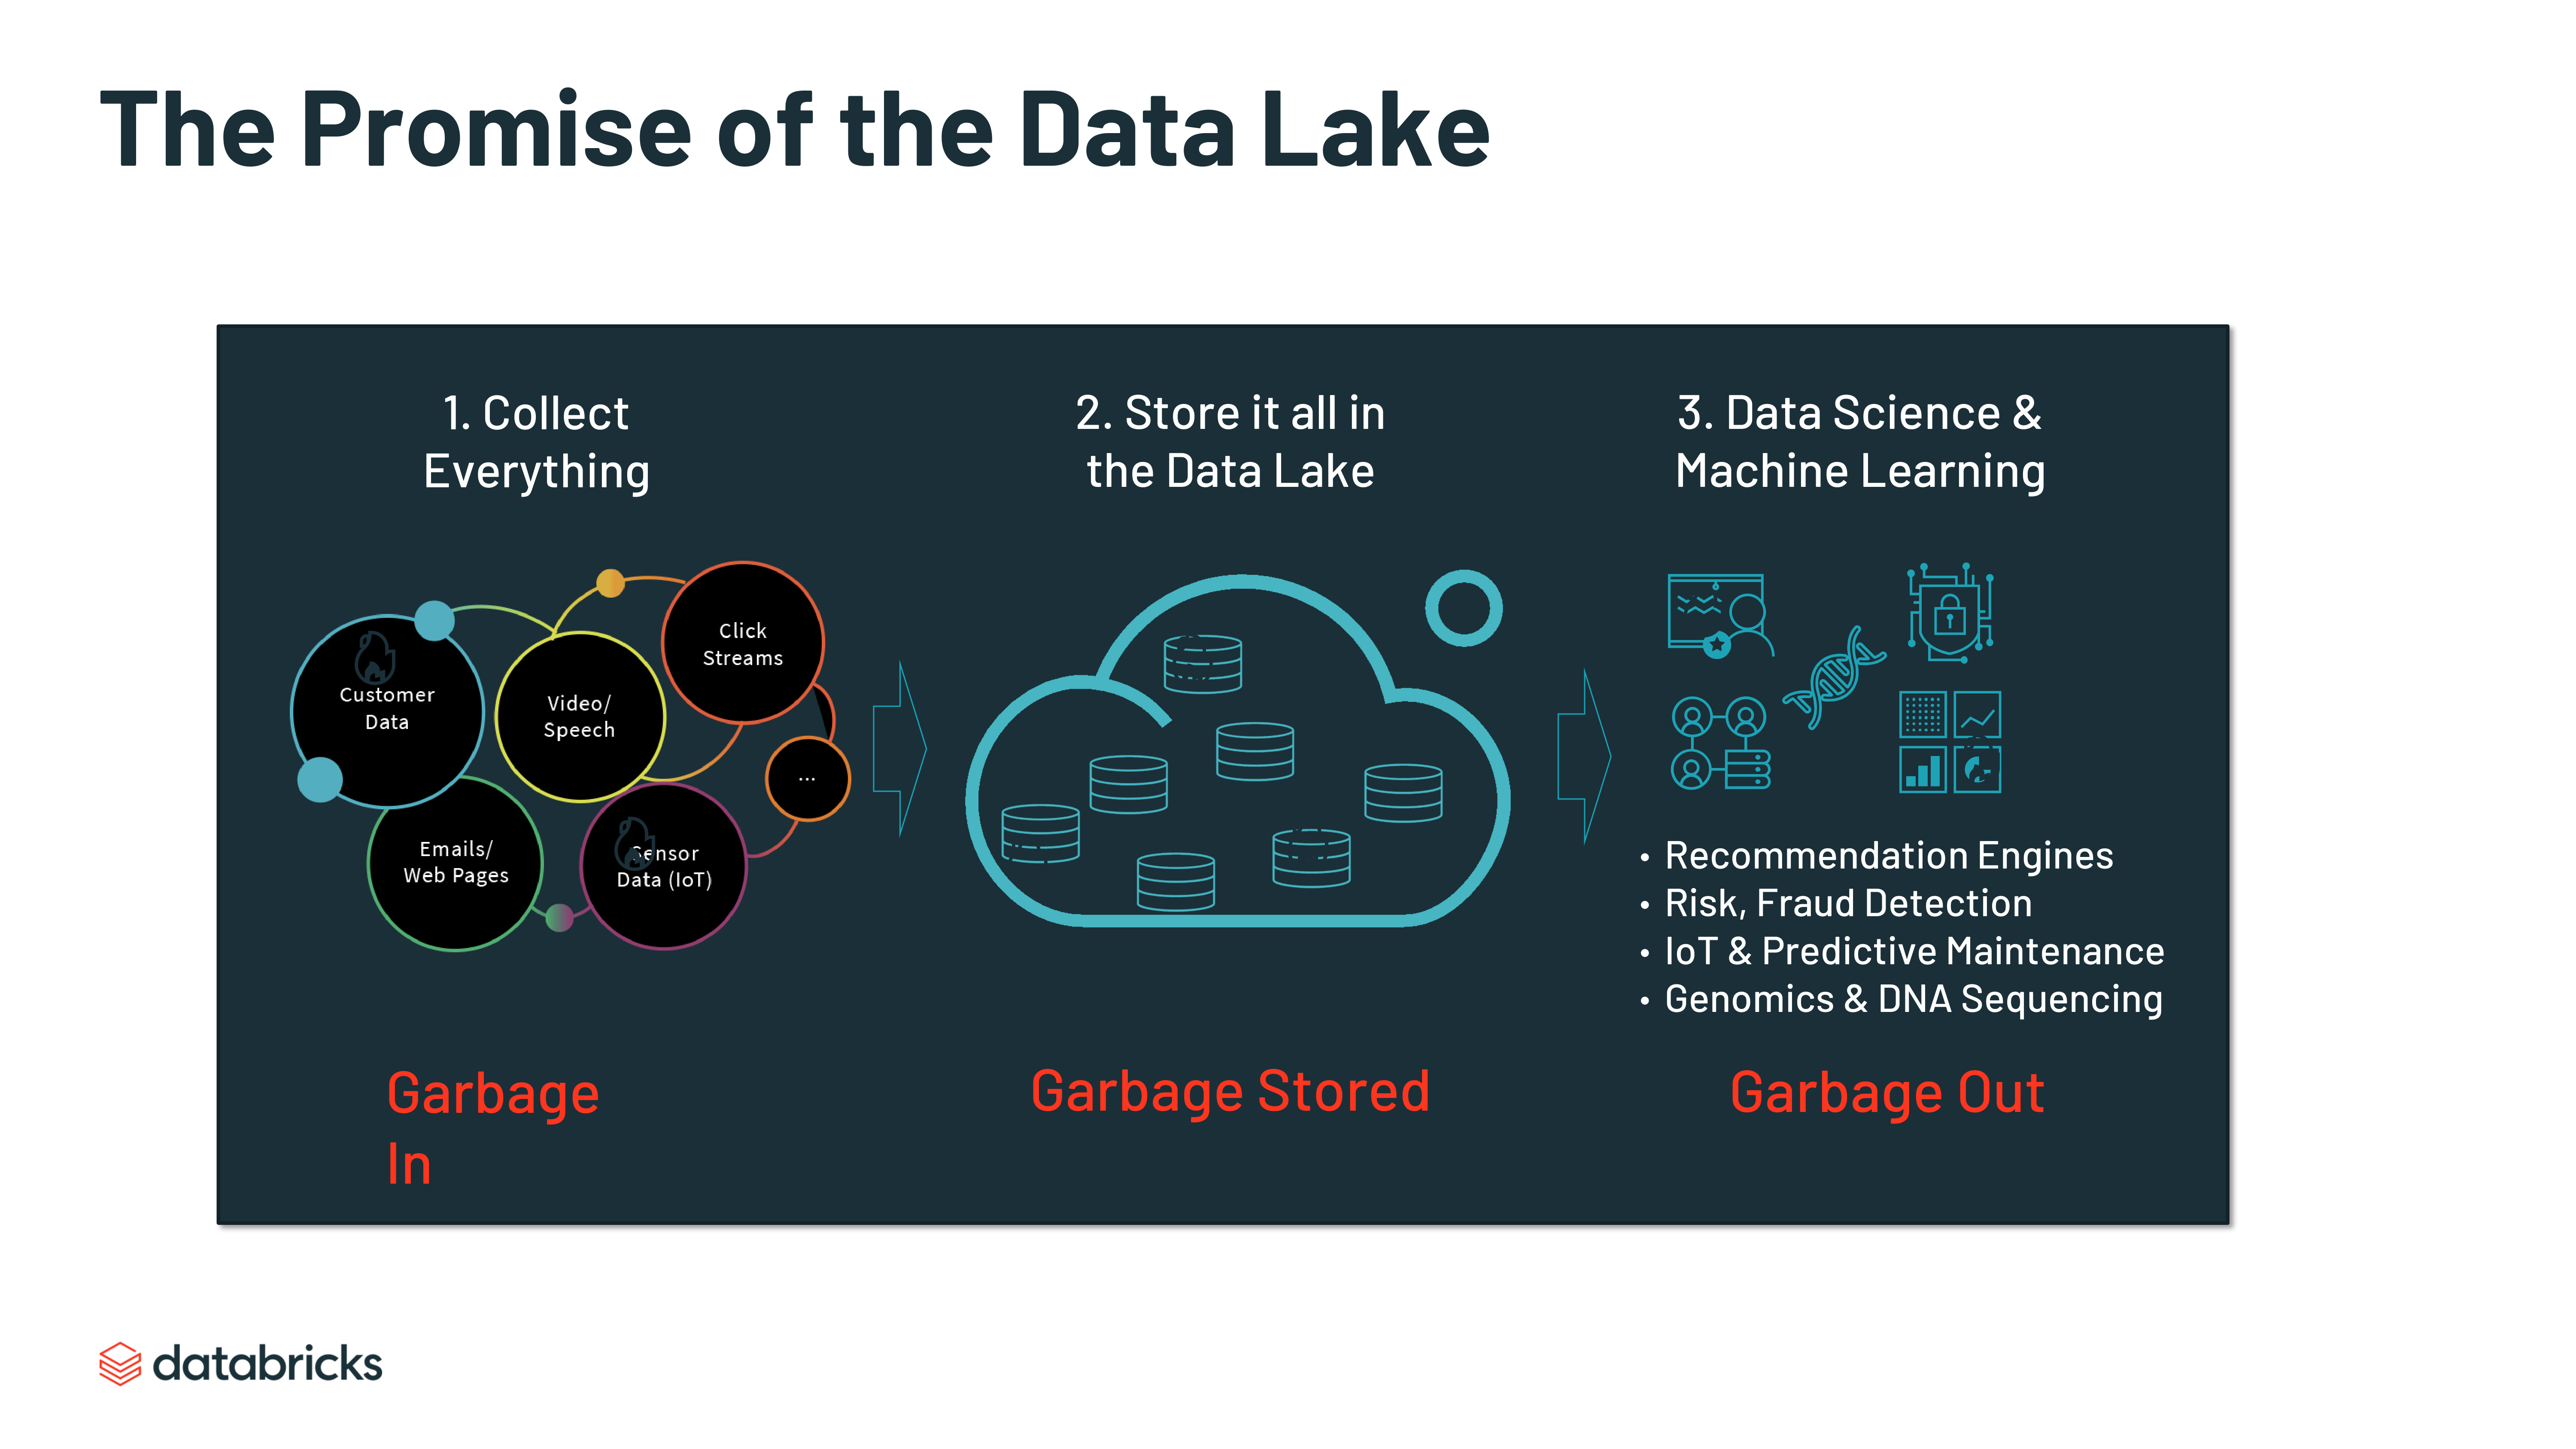 The Promise of the Data Lake
1. Collect
Everything
2. Store it all in
the Data Lake
3. Data Science &
Machine Learning
Click
Streams
Customer
Data
Video/
Speech
...
Emails/
Web Pages
Sensor
Data (IoT)
• Recommendation Engines
• Risk, Fraud Detection
• IoT & Predictive Maintenance
• Genomics & DNA Sequencing
Garbage
In
Garbage Stored
Garbage Out
databricks